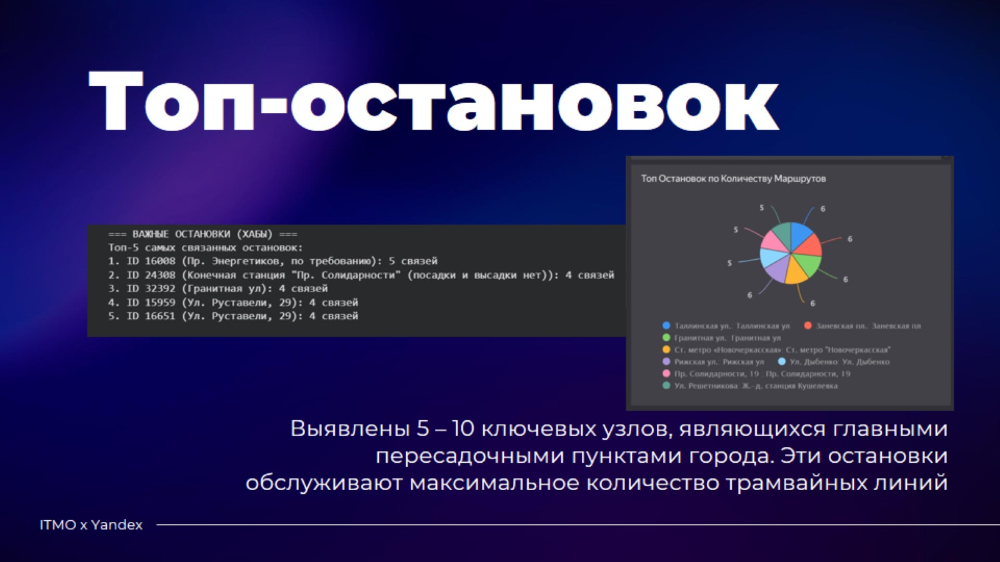 Топ-остановок
=== ВАЖНЫЕ ОСТАНОВКИ (ХАБЫ) ===
Топ-5 самых связанных остановок:
1. ID 16008 (Пр. Энергетиков, по требованию): 5 связей
2. ID 24308 (Конечная станция "Пр. Солидарности" (посадки и высадки нет)): 4 связей
3. ID 32392 (Гранитная ул): 4 связей
4. ID 15959 (Ул. Руставели, 29): 4 связей
5. ID 16651 (Ул. Руставели, 29): 4 связей
Топ Остановок по Количеству Маршрутов
5 6
5 6
5 6
6 6
Таллинская ул.: Таллинская ул Заневская пл.: Заневская пл
Гранитная ул.: Гранитная ул
Ст. метро «Новочеркасская»: Ст. метро "Новочеркасская"
Рижская ул.: Рижская ул Ул. Дыбенко: Ул. Дыбенко
Пр. Солидарности, 19 : Пр. Солидарности, 19
Ул. Решетникова: Ж.-д. станция Кушелевка
Выявлены 5 – 10 ключевых узлов, являющихся главными
пересадочными пунктами города. Эти остановки
обслуживают максимальное количество трамвайных линий
ITMO x Yandex